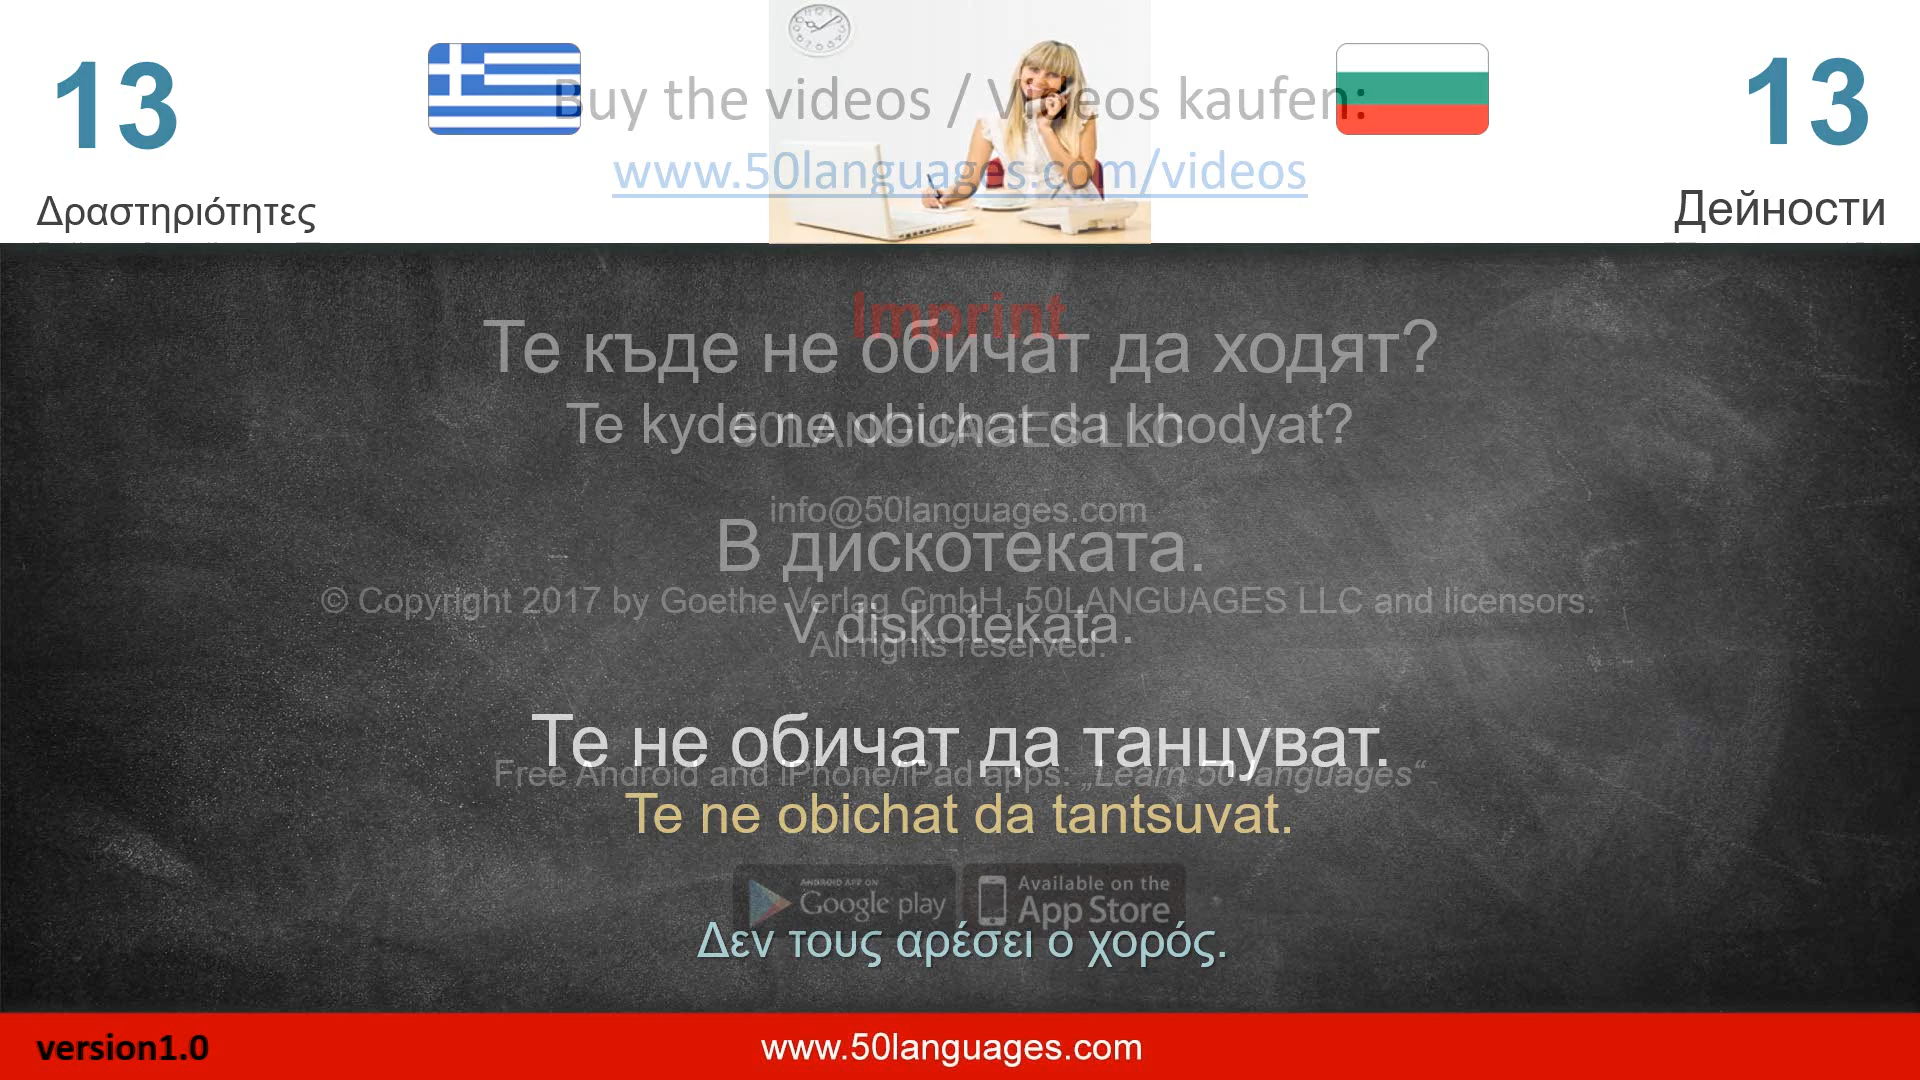 13
13
Buy the videos / Videos kaufen:
www.50languages.com/videos
Δραστηριότητες
Дейности
Imprint
Те къде не обичат да ходят?
Te kyde ne obichat da khodyat?
50LANGUAGES LLC
info@50languages.com
В дискотеката.
© Copyright 2017 by Goethe Verlag GmbH, 50LANGUAGES LLC and licensors.
V diskotekata.
All rights reserved.
Те не обичат да танцуват.
Free Android and iPhone/iPad apps: „Learn 50 languages“
Te ne obichat da tantsuvat.
ANDROID APP ON
Google play
Available on the
App Store
Δεν τους αρέσει ο χορός.
version1.0
www.50languages.com